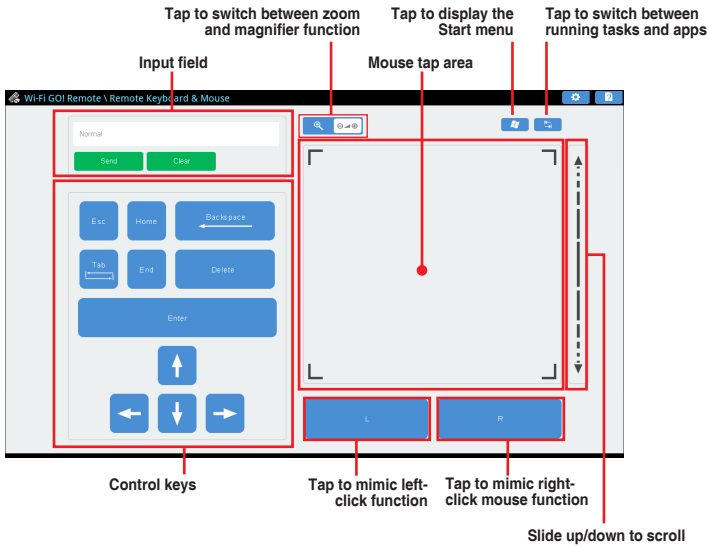 Tap to switch between zoom
and magnifier function
Tap to display the
Start menu
Tap to switch between
running tasks and apps
Input field
Mouse tap area
Wi-Fi GO! Remote \ Remote Keyboard & Mouse
?
Normal
Send
Clear
Esc
Home
Backspace
Tab
End
Delete
Enter
L
R
Control keys
Tap to mimic left-
click function
Tap to mimic right-
click mouse function
Slide up/down to scroll